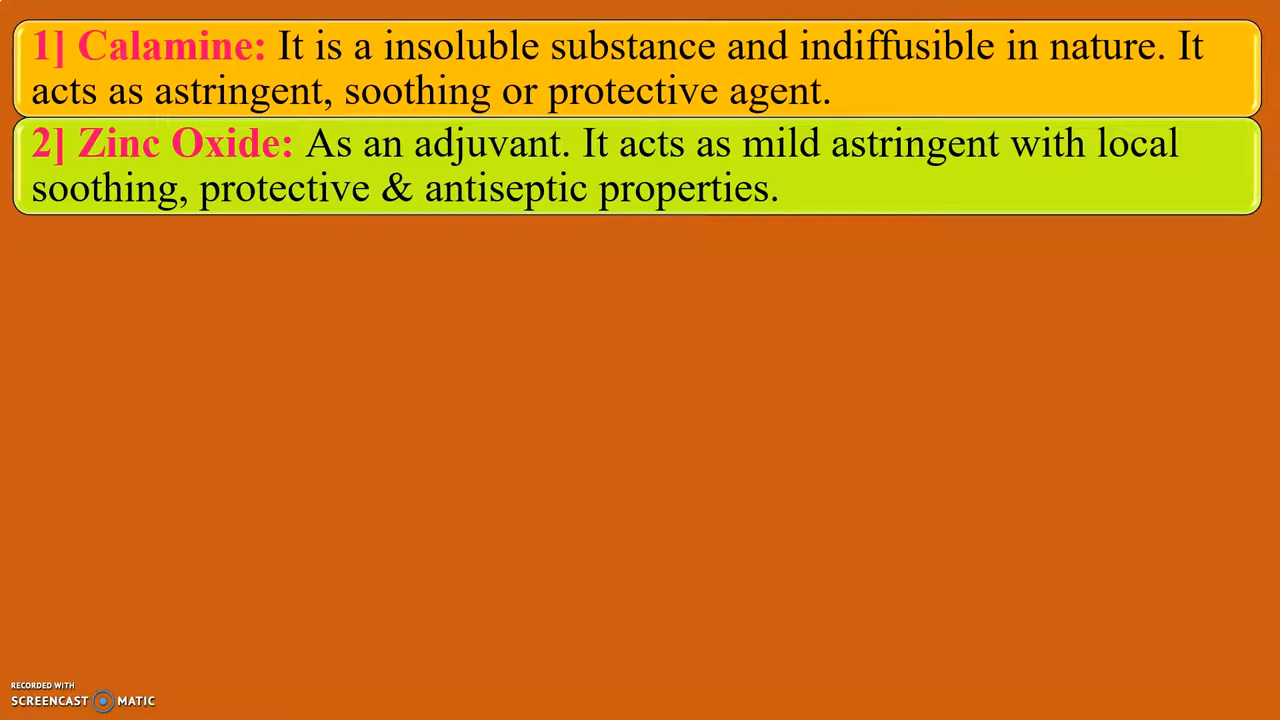 1] Calamine: It is a insoluble substance and indiffusible in nature. It
acts as astringent, soothing or protective agent.
2] Zinc Oxide: As an adjuvant. It acts as mild astringent with local
soothing, protective & antiseptic properties.
RECORDED WITH
SCREENCAST MATIC